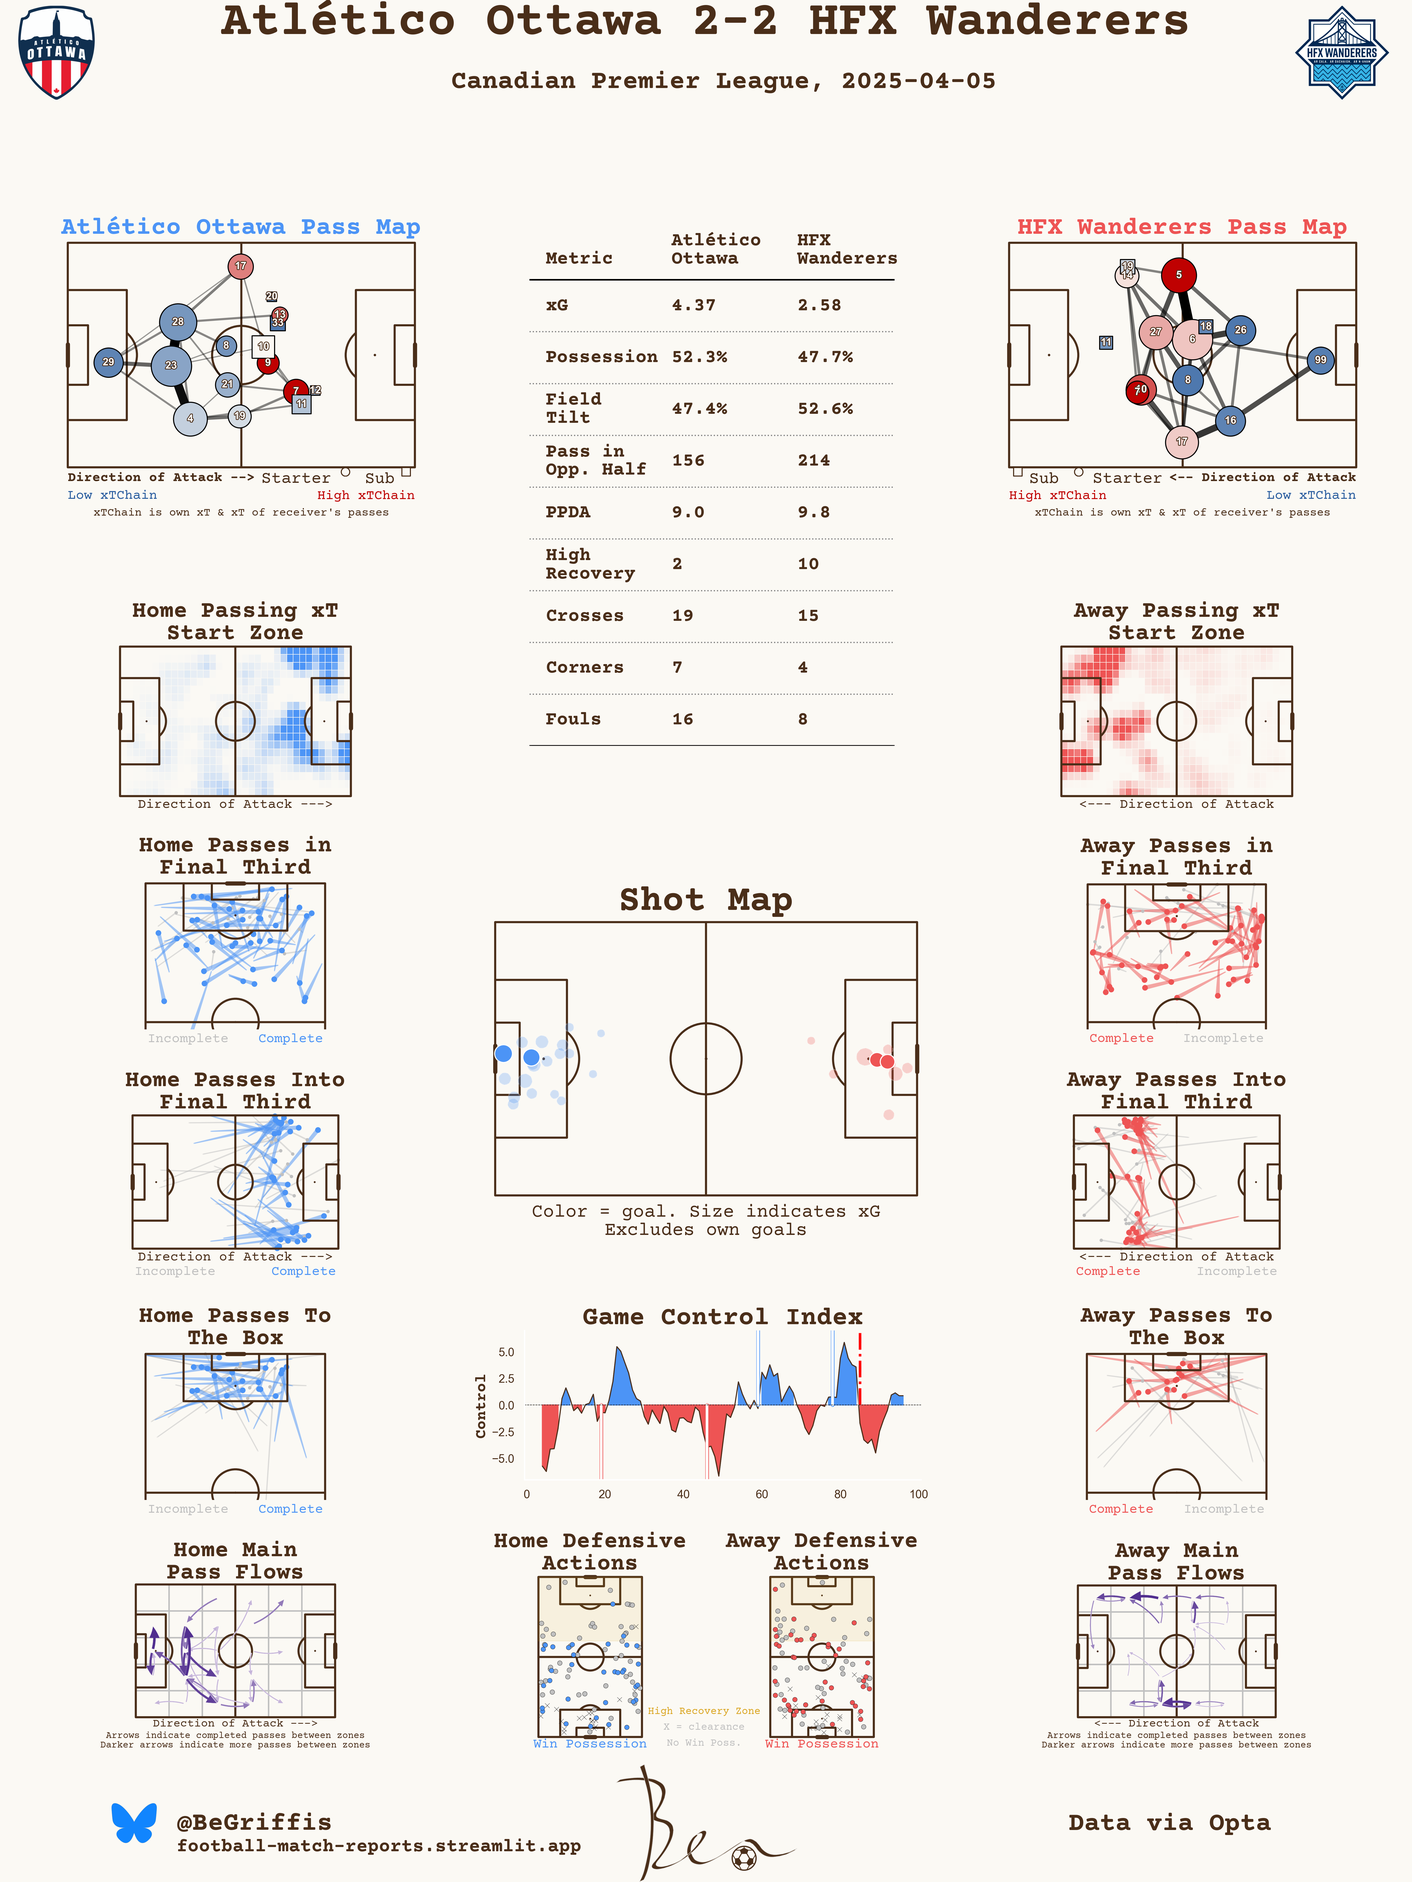 Atlético Ottawa 2-2 HFX Wanderers
Canadian Premier League, 2025-04-05
ATLÉTICO
OTTAWA
HFX WANDERERS
Atlético Ottawa Pass Map
17
20
13
33
28
8
10
29
23
9
21
7
12
11
4
19
Direction of Attack --> Starter Sub
Low xTChain High xTChain
xTChain is own xT & xT of receiver's passes
Metric Atlético Ottawa HFX Wanderers
xG 4.37 2.58
Possession 52.3% 47.7%
Field Tilt 47.4% 52.6%
Pass in Opp. Half 156 214
PPDA 9.0 9.8
High Recovery 2 10
Crosses 19 15
Corners 7 4
Fouls 16 8
HFX Wanderers Pass Map
19
14
5
27
18
26
6
11
99
8
7
16
17
Sub Starter <-- Direction of Attack
High xTChain Low xTChain
xTChain is own xT & xT of receiver's passes
Home Passing xT
Start Zone
Direction of Attack --->
Away Passing xT
Start Zone
<--- Direction of Attack
Home Passes in
Final Third
Incomplete Complete
Away Passes in
Final Third
Complete Incomplete
Shot Map
Color = goal. Size indicates xG
Excludes own goals
Home Passes Into
Final Third
Direction of Attack --->
Incomplete Complete
Away Passes Into
Final Third
<--- Direction of Attack
Complete Incomplete
Home Passes To
The Box
Incomplete Complete
Game Control Index
Control
5.0
2.5
0.0
−2.5
−5.0
0 20 40 60 80 100
Away Passes To
The Box
Complete Incomplete
Home Main
Pass Flows
Direction of Attack --->
Arrows indicate completed passes between zones
Darker arrows indicate more passes between zones
Home Defensive
Actions
Win Possession
High Recovery Zone
X = clearance
No Win Poss.
Away Defensive
Actions
Win Possession
Away Main
Pass Flows
<--- Direction of Attack
Arrows indicate completed passes between zones
Darker arrows indicate more passes between zones
@BeGriffis
football-match-reports.streamlit.app
Ben
Data via Opta